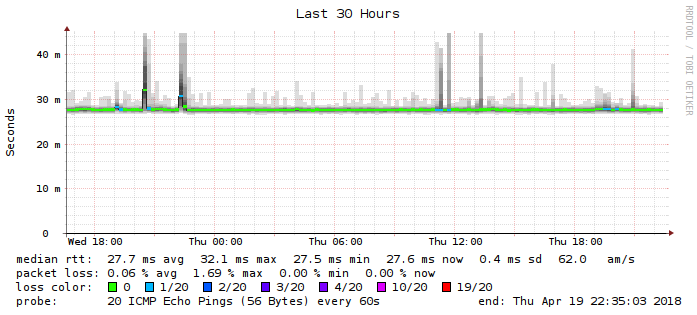 Last 30 Hours
RRDTOOL / TOBI OETIKER
Seconds
40 m
30 m
20 m
10 m
0
Wed 18:00 Thu 00:00 Thu 06:00 Thu 12:00 Thu 18:00
median rtt: 27.7 ms avg 32.1 ms max 27.5 ms min 27.6 ms now 0.4 ms sd 62.0 am/s
packet loss: 0.06 % avg 1.69 % max 0.00 % min 0.00 % now
loss color: 0 1/20 2/20 3/20 4/20 10/20 19/20
probe: 20 ICMP Echo Pings (56 Bytes) every 60s end: Thu Apr 19 22:35:03 2018